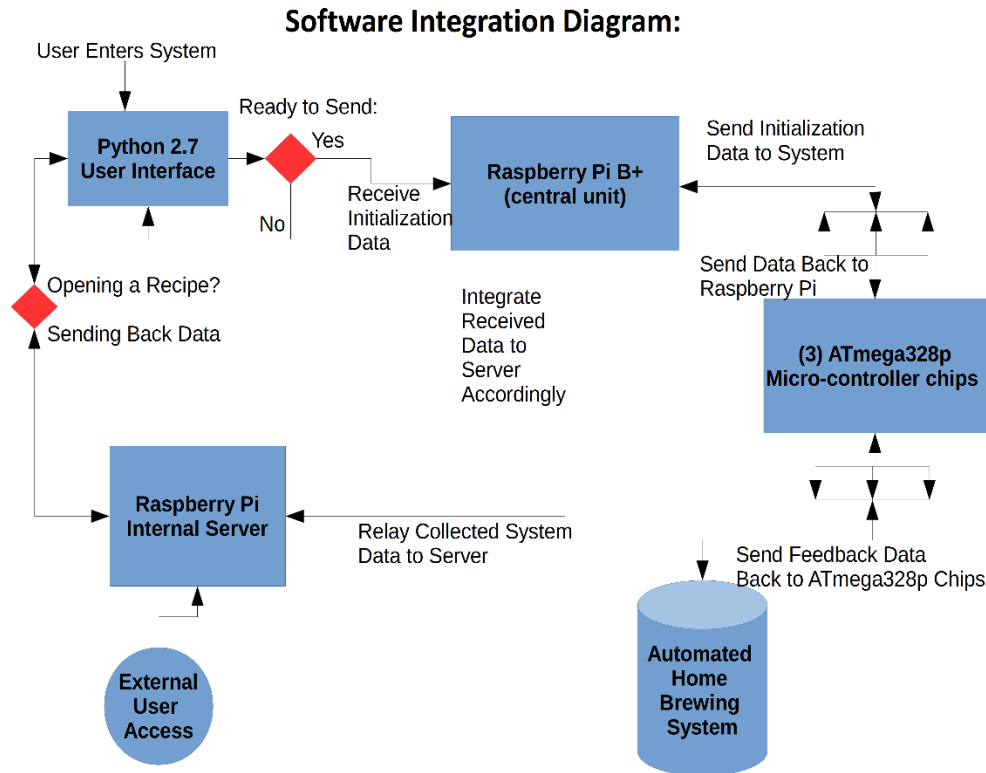 Software Integration Diagram:
User Enters System
Ready to Send:
Python 2.7
User Interface
Yes
No
Receive
Initialization
Data
Raspberry Pi B+
(central unit)
Send Initialization
Data to System
Opening a Recipe?
Sending Back Data
Integrate
Received
Data to
Server
Accordingly
Send Data Back to
Raspberry Pi
(3) ATmega328p
Micro-controller chips
Raspberry Pi
Internal Server
Relay Collected System
Data to Server
Send Feedback Data
Back to ATmega328p Chips
External
User
Access
Automated
Home
Brewing
System